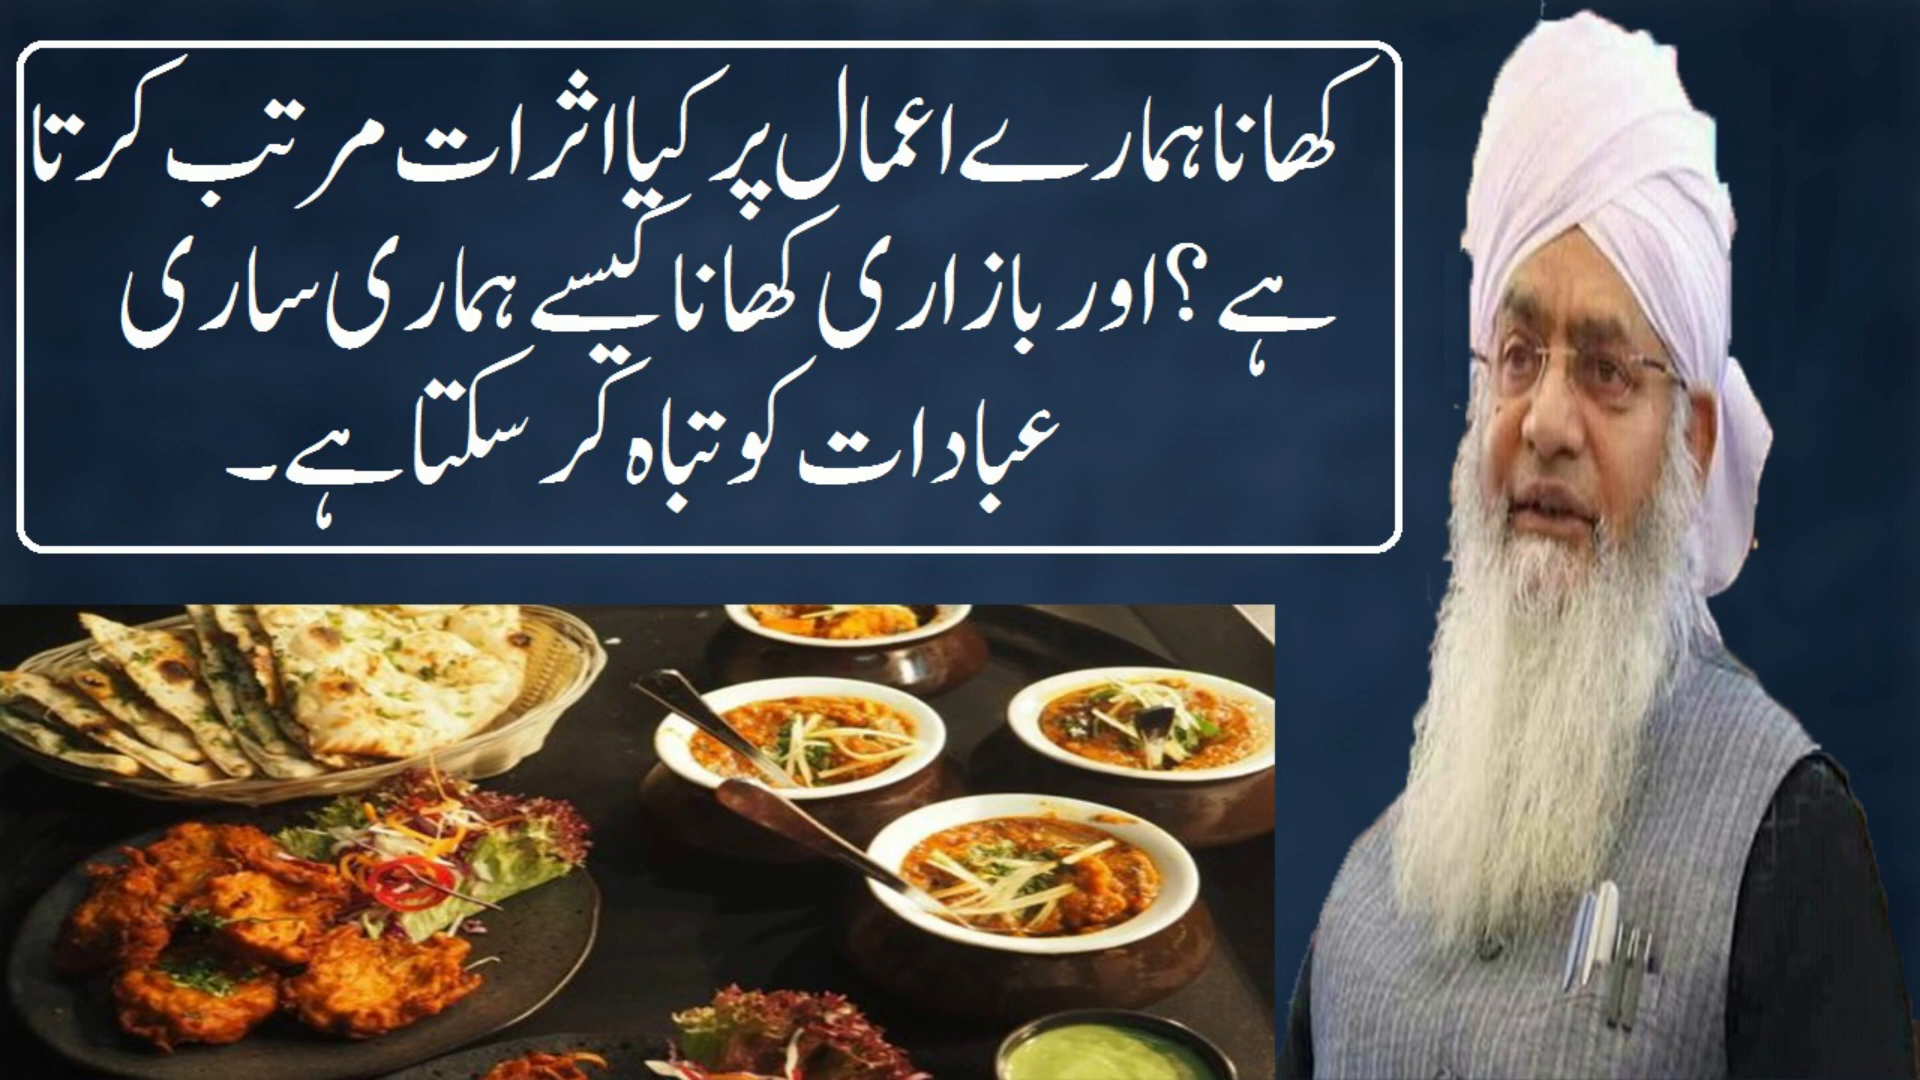 کھانا ہمارے اعمال پر کیا اثرات مرتب کرتا
ہے؟ اور بازاری کھانا کیسے ہماری ساری
عبادات کو تباہ کر سکتا ہے۔